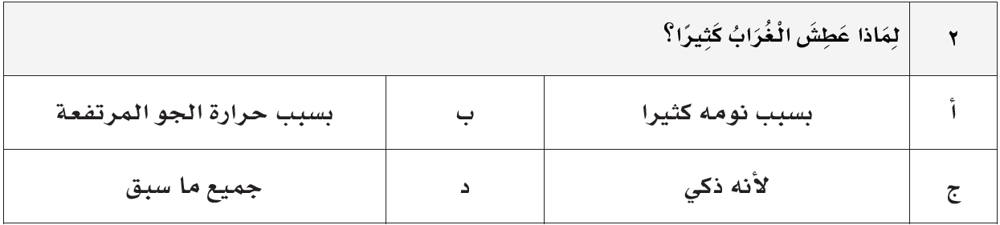 ٢ لِمَاذا عَطِشَ الْغُرَابُ كَثِيرًا؟
أ بسبب نومه كثيرا ب بسبب حرارة الجو المرتفعة
ج لأنه ذكي د جميع ما سبق